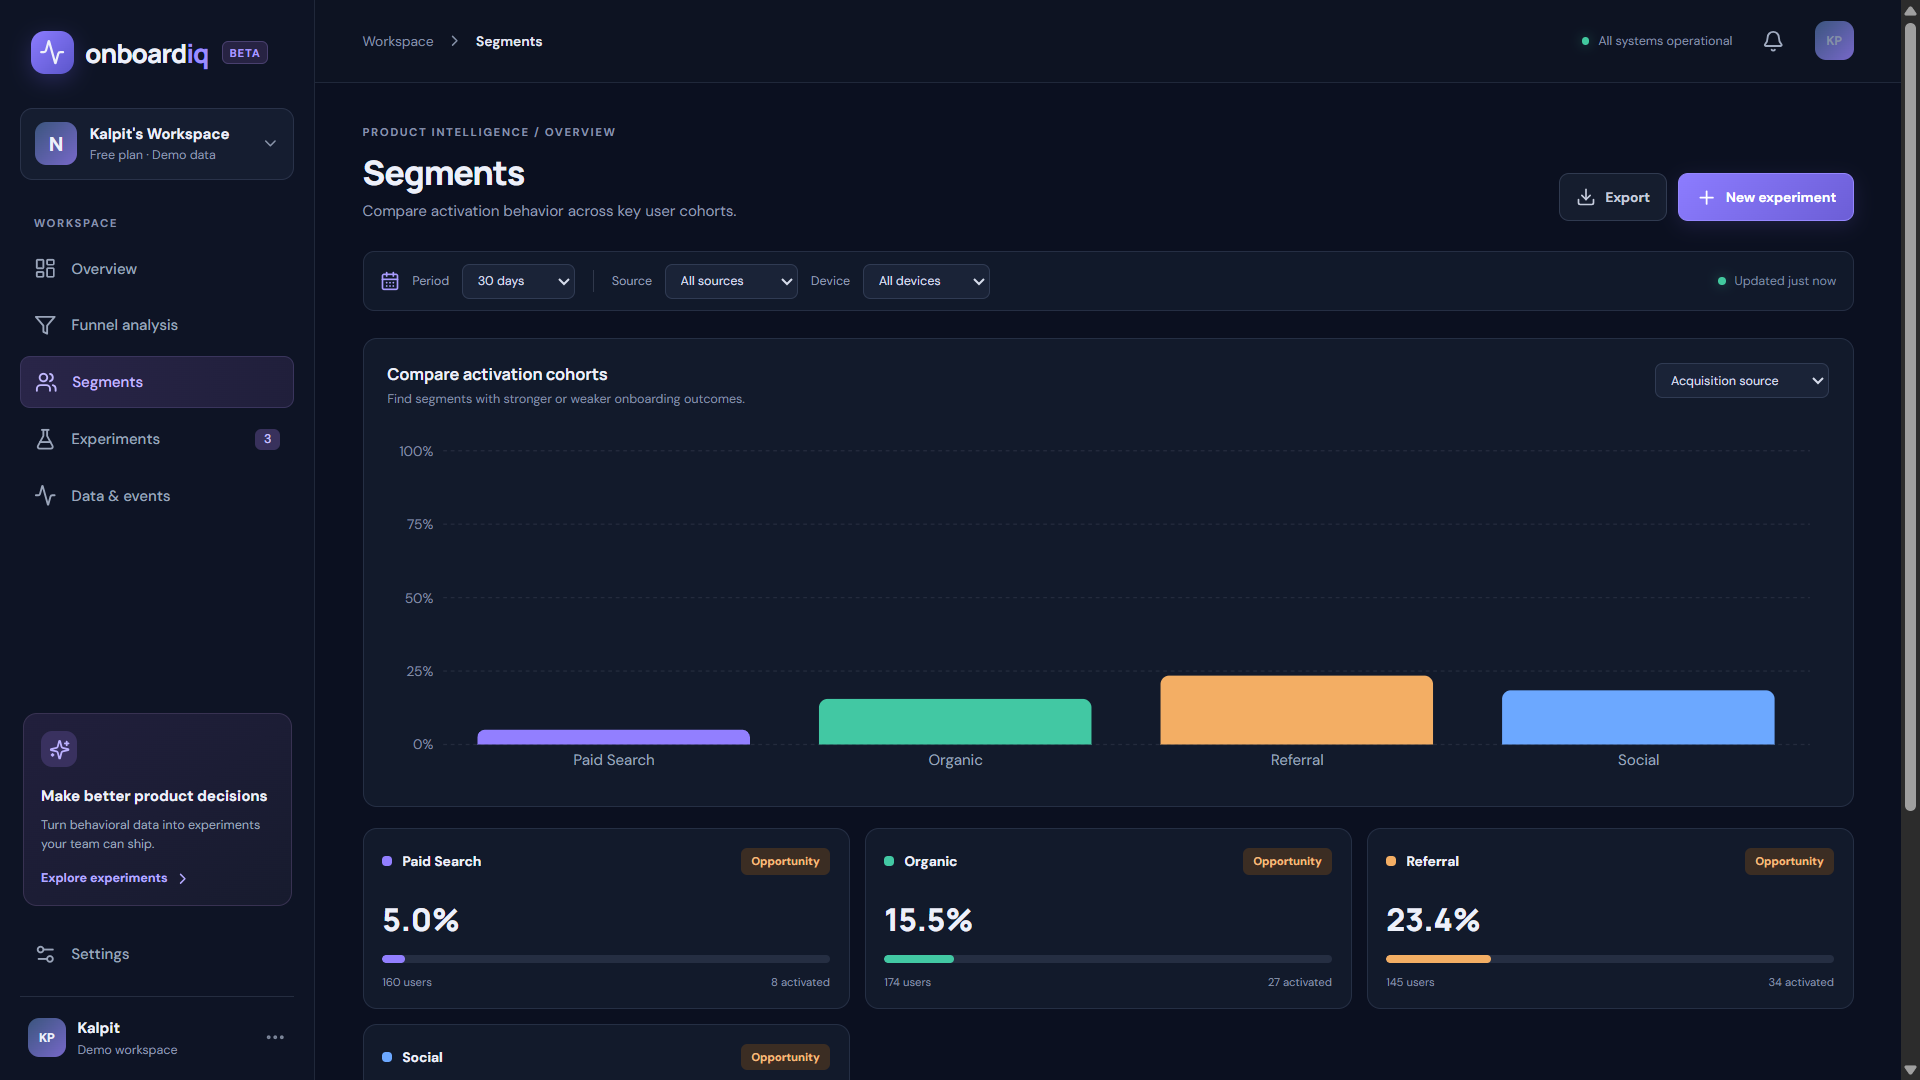 onboardiq BETA
Kalpit's Workspace
Free plan · Demo data
N
WORKSPACE
Overview
Funnel analysis
Segments
Experiments 3
Data & events
Make better product decisions
Turn behavioral data into experiments
your team can ship.
Explore experiments
Settings
KP
Kalpit
Demo workspace
Workspace > Segments
All systems operational
KP
PRODUCT INTELLIGENCE / OVERVIEW
Segments
Compare activation behavior across key user cohorts.
Export
New experiment
Period 30 days Source All sources Device All devices
Updated just now
Compare activation cohorts
Find segments with stronger or weaker onboarding outcomes.
Acquisition source
100%
75%
50%
25%
0%
Paid Search Organic Referral Social
Paid Search Opportunity
5.0%
160 users 8 activated
Organic Opportunity
15.5%
174 users 27 activated
Referral Opportunity
23.4%
145 users 34 activated
Social Opportunity